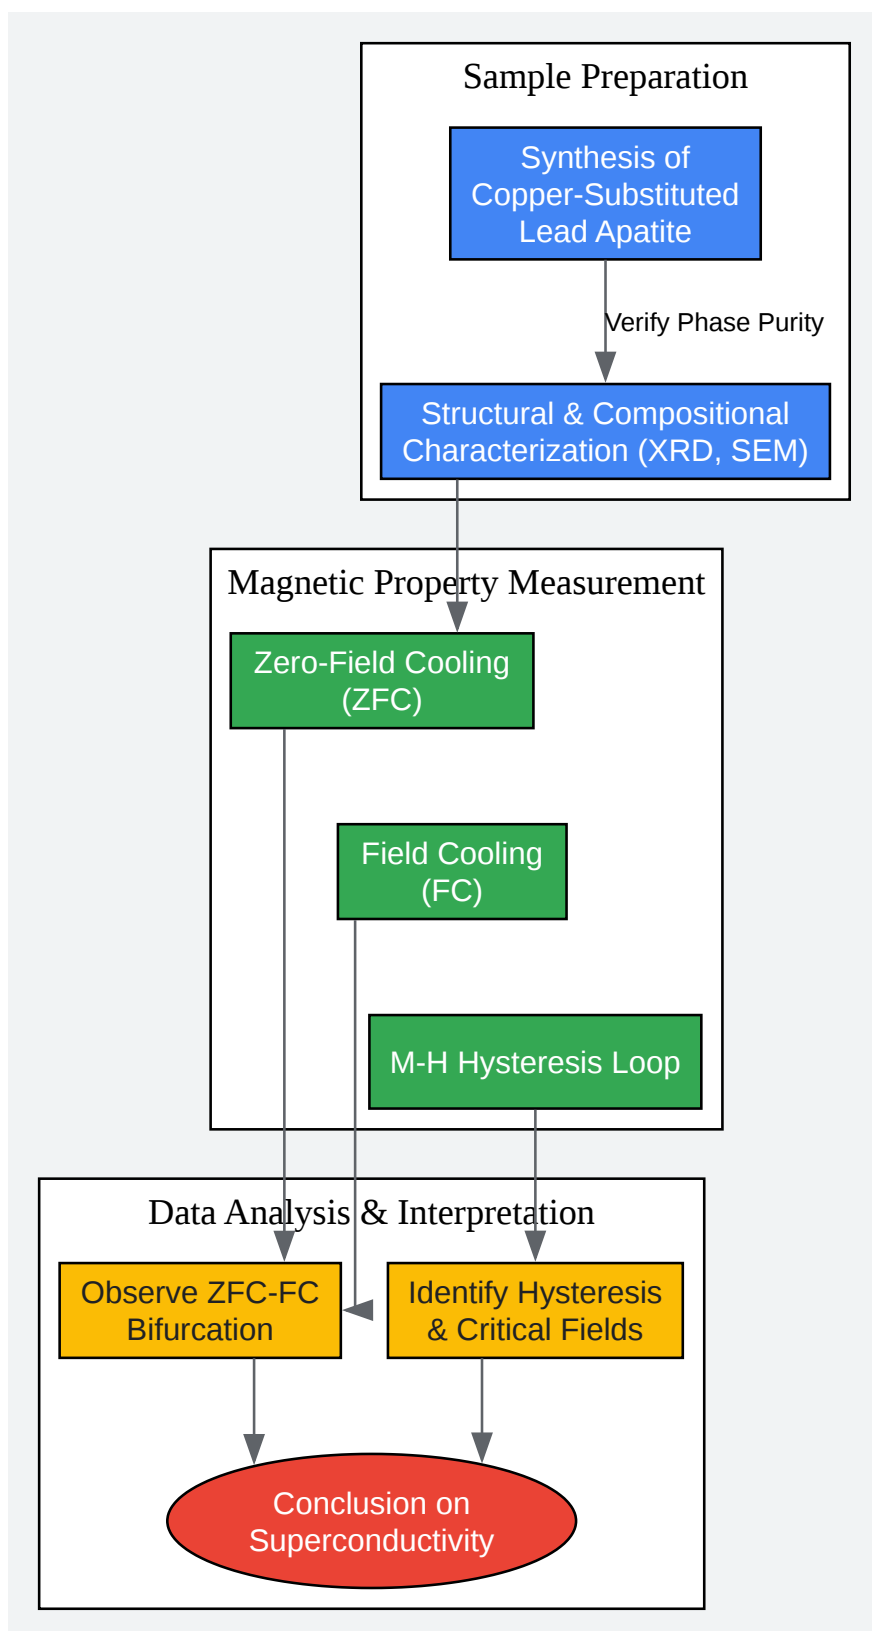 Sample Preparation
Synthesis of
Copper-Substituted
Lead Apatite
Verify Phase Purity
Structural & Compositional
Characterization (XRD, SEM)
Magnetic Property Measurement
Zero-Field Cooling
(ZFC)
Field Cooling
(FC)
M-H Hysteresis Loop
Data Analysis & Interpretation
Observe ZFC-FC
Bifurcation
Identify Hysteresis
& Critical Fields
Conclusion on
Superconductivity